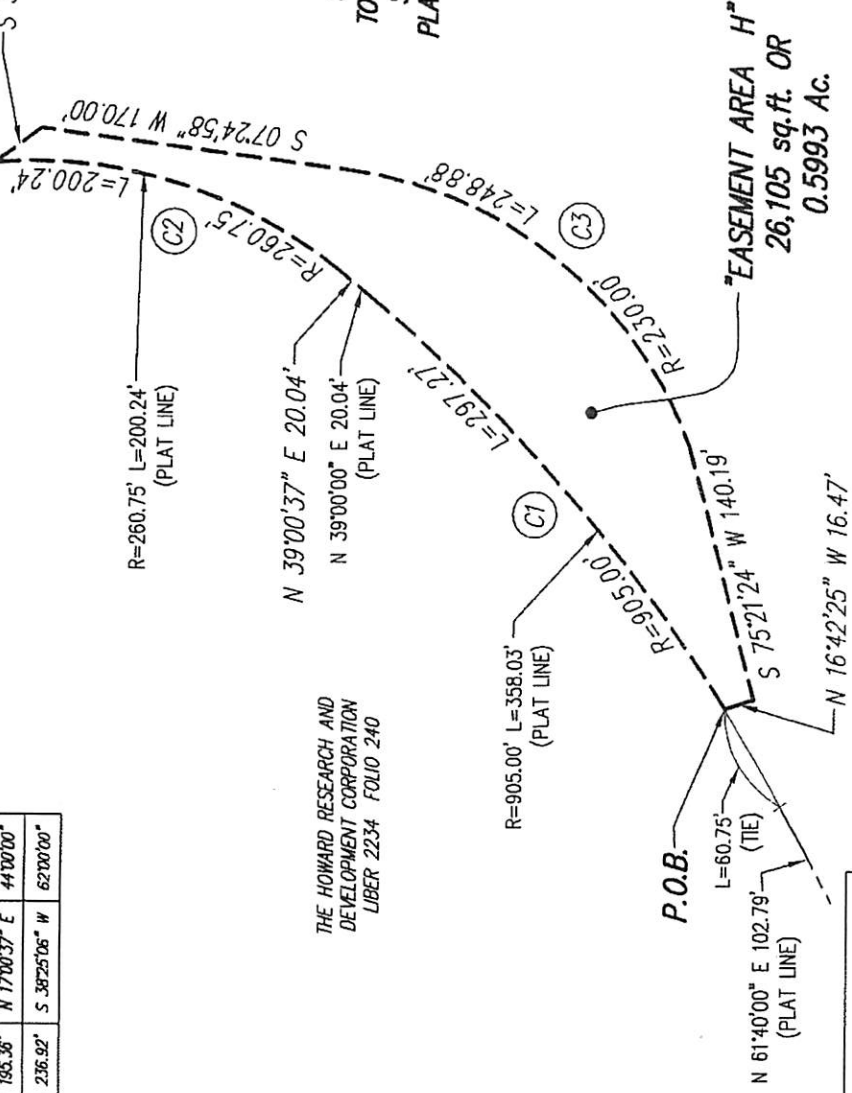 S
TO
PLA
195.36' N 17°00'37" E 44°00'00"
236.92' S 38°25'06" W 62°00'00"
L=200.24'
S 07°24'58" W 170.00'
C2
R=260.75'
L=248.88'
C3
R=230.00'
R=260.75' L=200.24'
(PLAT LINE)
N 39°00'37" E 20.04'
N 39°00'00" E 20.04'
(PLAT LINE)
L=297.27'
C1
R=905.00'
"EASEMENT AREA H"
26,105 sq.ft. OR
0.5993 Ac.
THE HOWARD RESEARCH AND
DEVELOPMENT CORPORATION
LIBER 2234 FOLIO 240
R=905.00' L=358.03'
(PLAT LINE)
S 75°21'24" W 140.19'
N 16°42'25" W 16.47'
P.O.B.
L=60.75'
(TIE)
N 61°40'00" E 102.79'
(PLAT LINE)